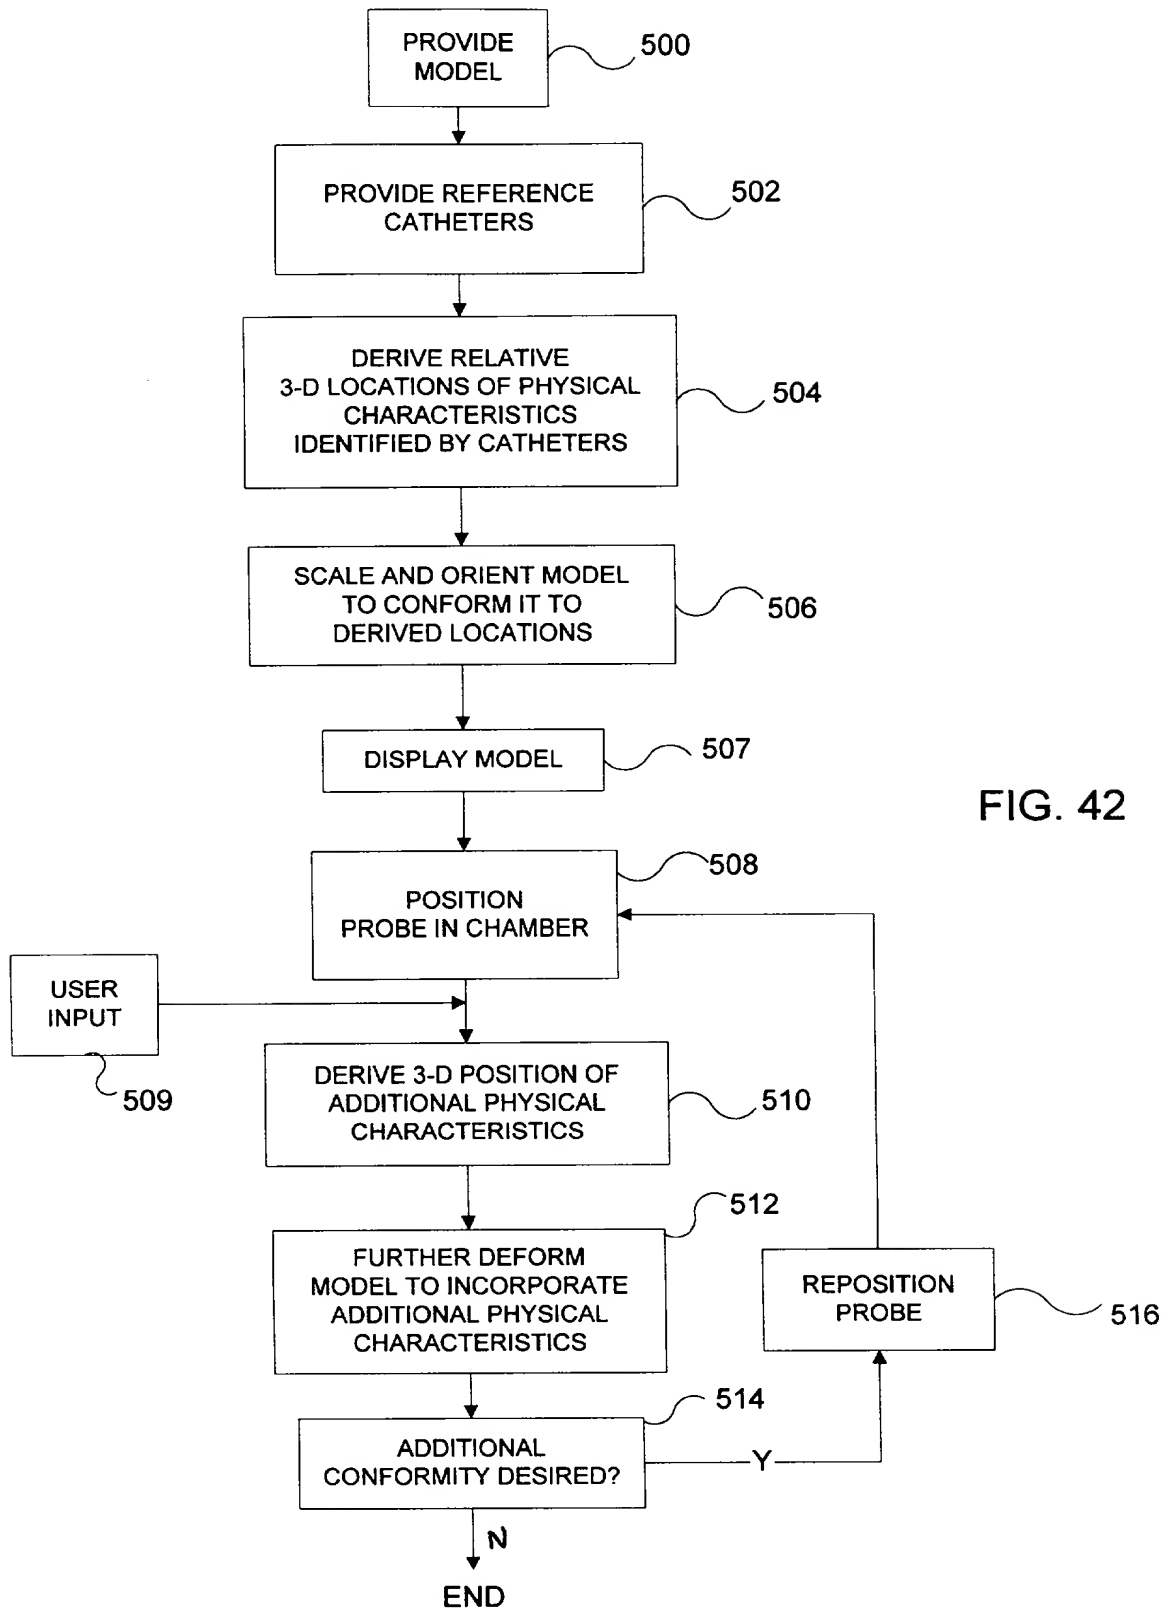 PROVIDE
MODEL
500
PROVIDE REFERENCE
CATHETERS
502
DERIVE RELATIVE
3-D LOCATIONS OF PHYSICAL
CHARACTERISTICS
IDENTIFIED BY CATHETERS
504
SCALE AND ORIENT MODEL
TO CONFORM IT TO
DERIVED LOCATIONS
506
DISPLAY MODEL
507
FIG. 42
POSITION
PROBE IN CHAMBER
508
USER
INPUT
509
DERIVE 3-D POSITION OF
ADDITIONAL PHYSICAL
CHARACTERISTICS
510
FURTHER DEFORM
MODEL TO INCORPORATE
ADDITIONAL PHYSICAL
CHARACTERISTICS
512
REPOSITION
PROBE
516
ADDITIONAL
CONFORMITY DESIRED?
514
Y
N
END